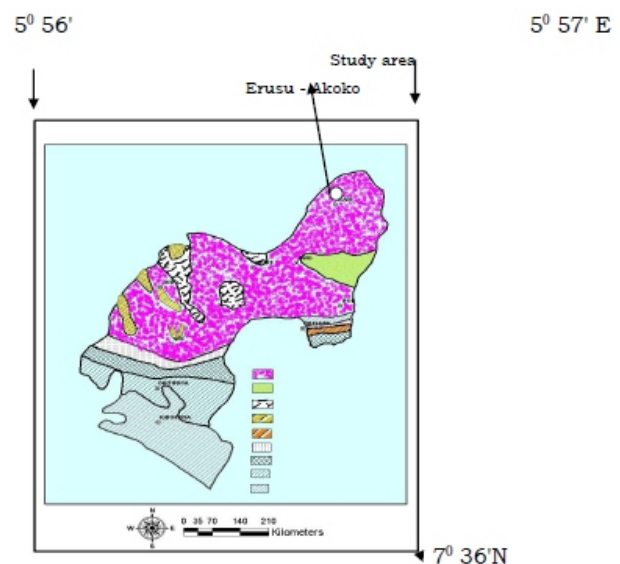 5⁰ 56' 5⁰ 57' E
Study area
Erusu - Akoko
N
W E
S
0 35 70 140 210
Kilometers
7⁰ 36'N